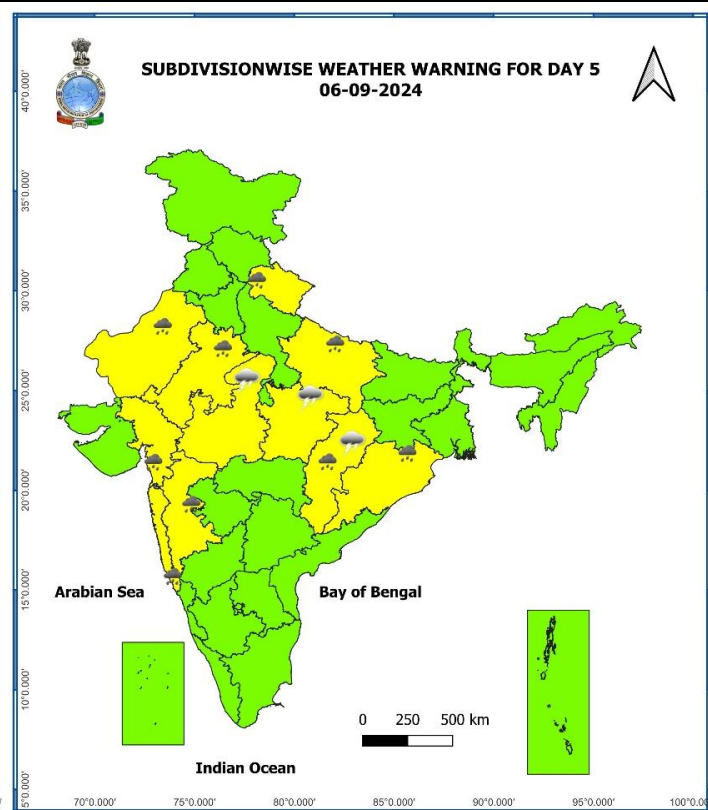 SUBDIVISIONWISE WEATHER WARNING FOR DAY 5
06-09-2024
40°0.000'
35°0.000'
30°0.000'
25°0.000'
20°0.000'
15°0.000'
10°0.000'
5°0.000'
Arabian Sea
Bay of Bengal
0 250 500 km
Indian Ocean
70°0.000' 75°0.000' 80°0.000' 85°0.000' 90°0.000' 95°0.000' 100°0.0